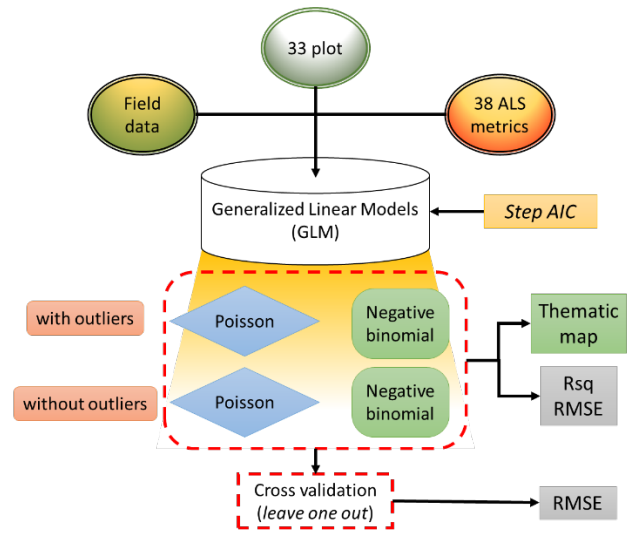 33 plot
Field
data
38 ALS
metrics
Generalized Linear Models
(GLM)
Step AIC
with outliers
Poisson
Negative
binomial
Thematic
map
without outliers
Poisson
Negative
binomial
Rsq
RMSE
Cross validation
(leave one out)
RMSE